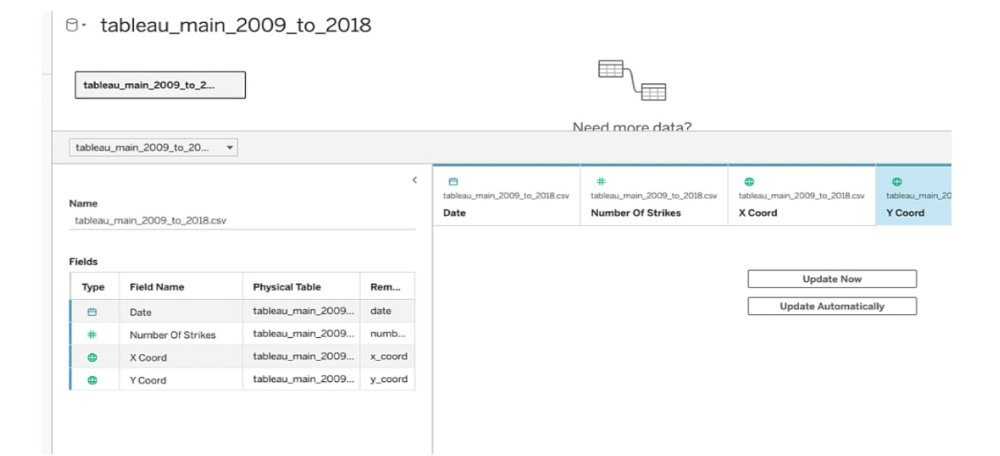 tableau_main_2009_to_2018
tableau_main_2009_to_2...
Need more data?
tableau_main_2009_to_20...
Name
tableau_main_2009_to_2018.csv
Fields
Type Field Name Physical Table Rem...
Date tableau_main_2009... date
Number Of Strikes tableau_main_2009... numb...
X Coord tableau_main_2009... x_coord
Y Coord tableau_main_2009... y_coord
tableau_main_2009_to_2018.csv tableau_main_2009_to_2018.csv tableau_main_2009_to_2018.csv tableau_main_20
Date Number Of Strikes X Coord Y Coord
Update Now
Update Automatically